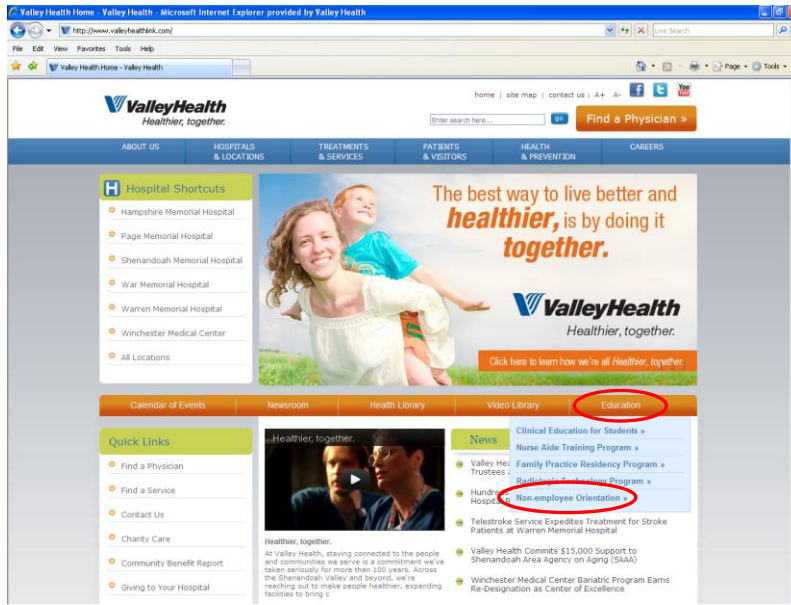 Valley Health Home - Valley Health - Microsoft Internet Explorer provided by Valley Health
http://www.valleyhealthlink.com/
Live Search
File Edit View Favorites Tools Help
Valley Health Home - Valley Health
Page Tools
home | site map | contact us | A+ A-
You
ValleyHealth
Healthier, together.
Enter search here...
go
Find a Physician »
ABOUT US
HOSPITALS
& LOCATIONS
TREATMENTS
& SERVICES
PATIENTS
& VISITORS
HEALTH
& PREVENTION
CAREERS
H Hospital Shortcuts
Hampshire Memorial Hospital
Page Memorial Hospital
Shenandoah Memorial Hospital
War Memorial Hospital
Warren Memorial Hospital
Winchester Medical Center
All Locations
The best way to live better and
healthier, is by doing it
together.
ValleyHealth
Healthier, together.
Click here to learn how we're all Healthier, together.
Calendar of Events
Newsroom
Health Library
Video Library
Education
Clinical Education for Students »
Nurse Aide Training Program »
Family Practice Residency Program »
Radiologic Technology Program »
Non-employee Orientation »
Quick Links
Find a Physician
Find a Service
Contact Us
Charity Care
Community Benefit Report
Giving to Your Hospital
Healthier, together.
Healthier, together.
At Valley Health, staying connected to the people
and communities we serve is a commitment we've
taken seriously for more than 100 years. Across
the Shenandoah Valley and beyond, we're
reaching out to make people healthier, expanding
facilities to bring c
News
Valley Hea
Trustees
Hundre
Hospital
Telestroke Service Expedites Treatment for Stroke
Patients at Warren Memorial Hospital
Valley Health Commits $15,000 Support to
Shenandoah Area Agency on Aging (SAAA)
Winchester Medical Center Bariatric Program Earns
Re-Designation as Center of Excellence